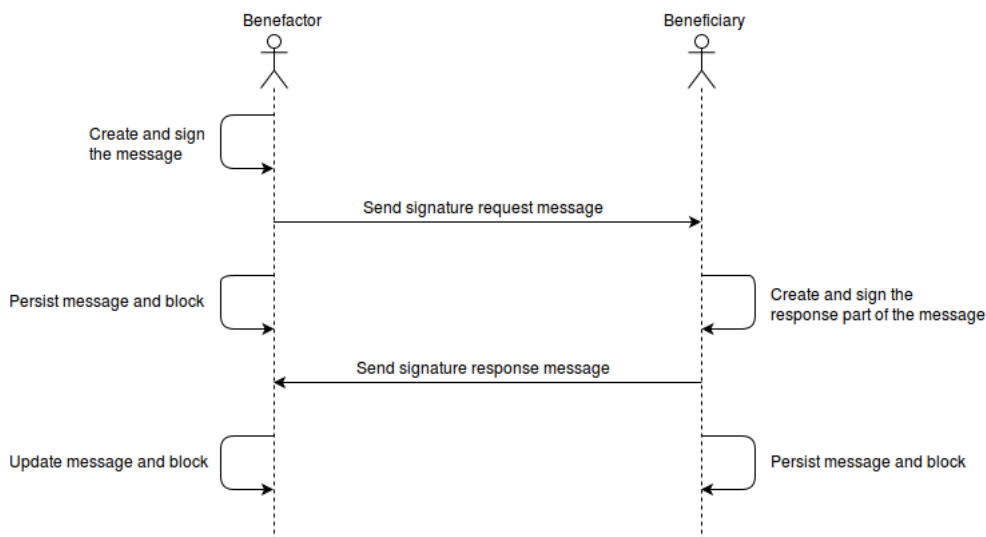 Benefactor
Beneficiary
Create and sign
the message
Send signature request message
Persist message and block
Create and sign the
response part of the message
Send signature response message
Update message and block
Persist message and block